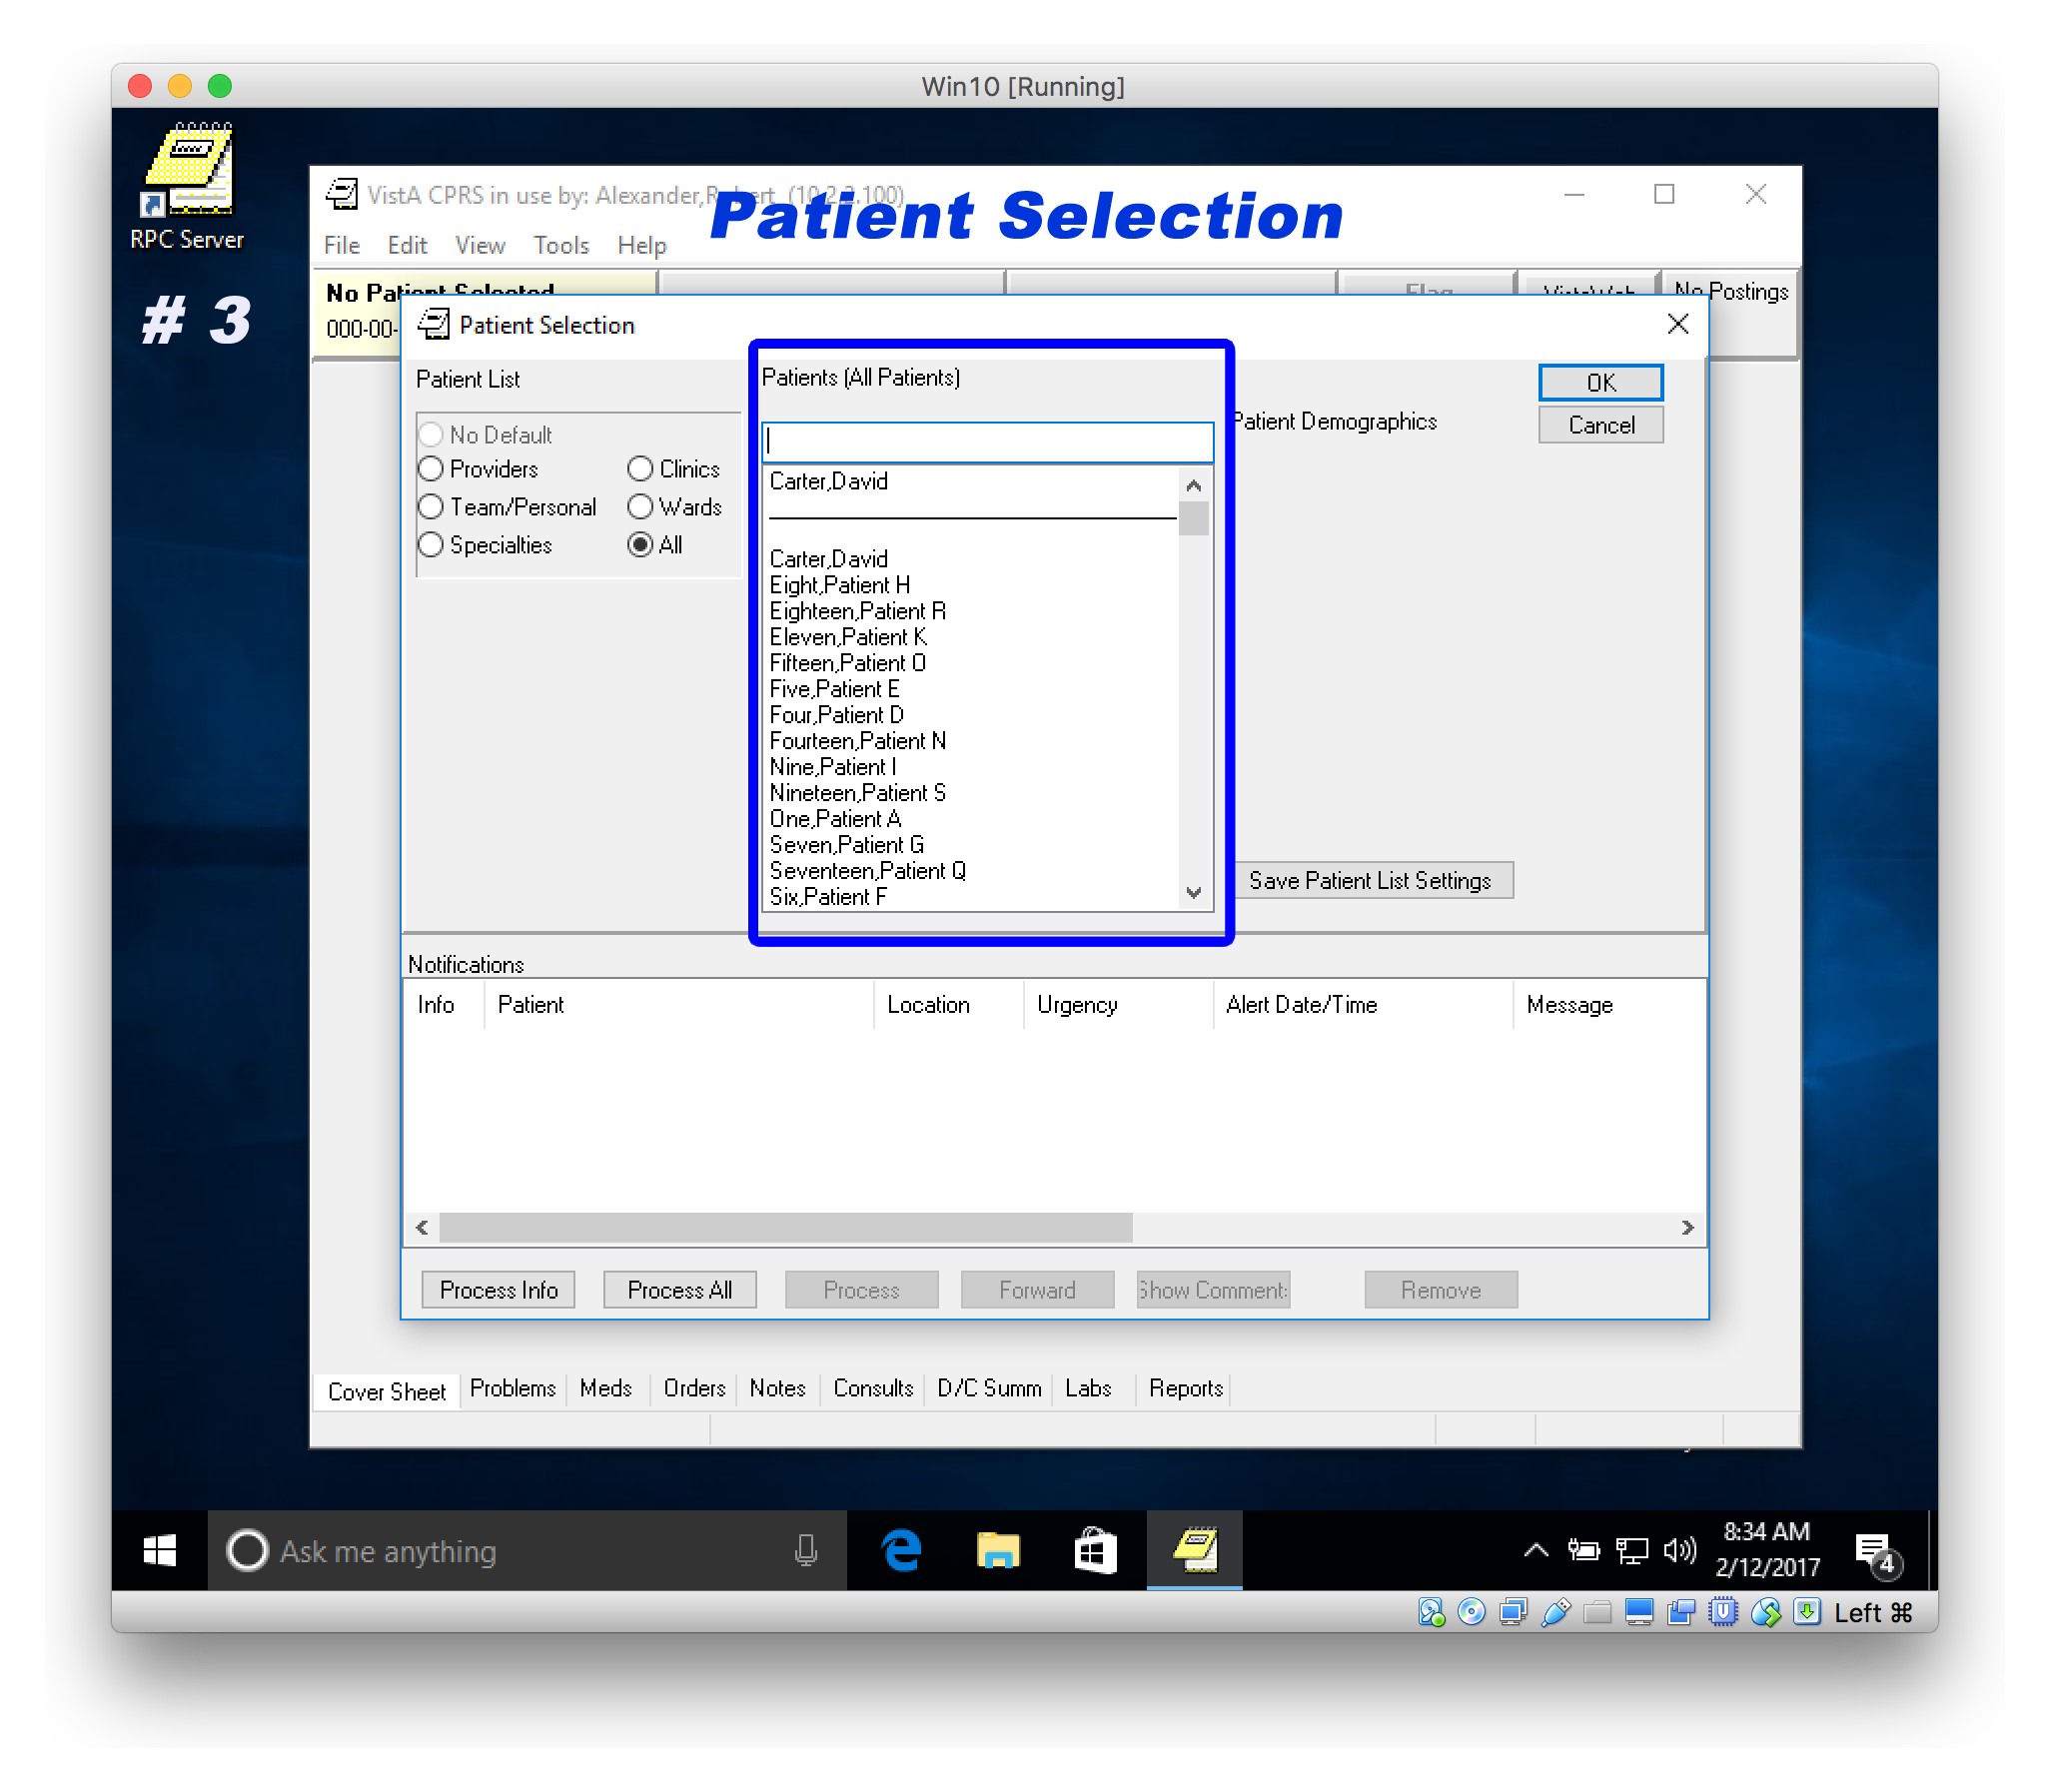 Win10 [Running]
RPC Server
# 3
VistA CPRS in use by: Alexander,Robert (10.2.2.100)
Patient Selection
File Edit View Tools Help
No Patient Selected
000-00-
Flag
VistaWeb
No Postings
Patient Selection
Patient List
No Default
Providers
Clinics
Team/Personal
Wards
Specialties
All
Patients (All Patients)
Carter,David
Carter,David
Eight,Patient H
Eighteen,Patient R
Eleven,Patient K
Fifteen,Patient O
Five,Patient E
Four,Patient D
Fourteen,Patient N
Nine,Patient I
Nineteen,Patient S
One,Patient A
Seven,Patient G
Seventeen,Patient Q
Six,Patient F
Patient Demographics
OK
Cancel
Save Patient List Settings
Notifications
Info Patient Location Urgency Alert Date/Time Message
Process Info Process All Process Forward Show Comment Remove
Cover Sheet Problems Meds Orders Notes Consults D/C Summ Labs Reports
Ask me anything
8:34 AM
2/12/2017
4
Left ⌘